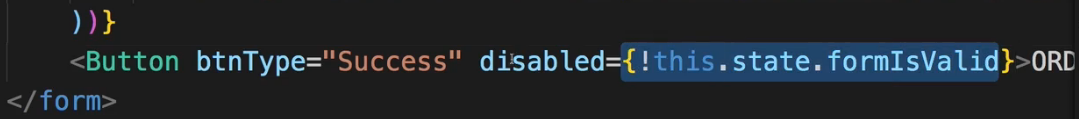 ))}
<Button btnType="Success" disabled={!this.state.formIsValid}>ORD
</form>